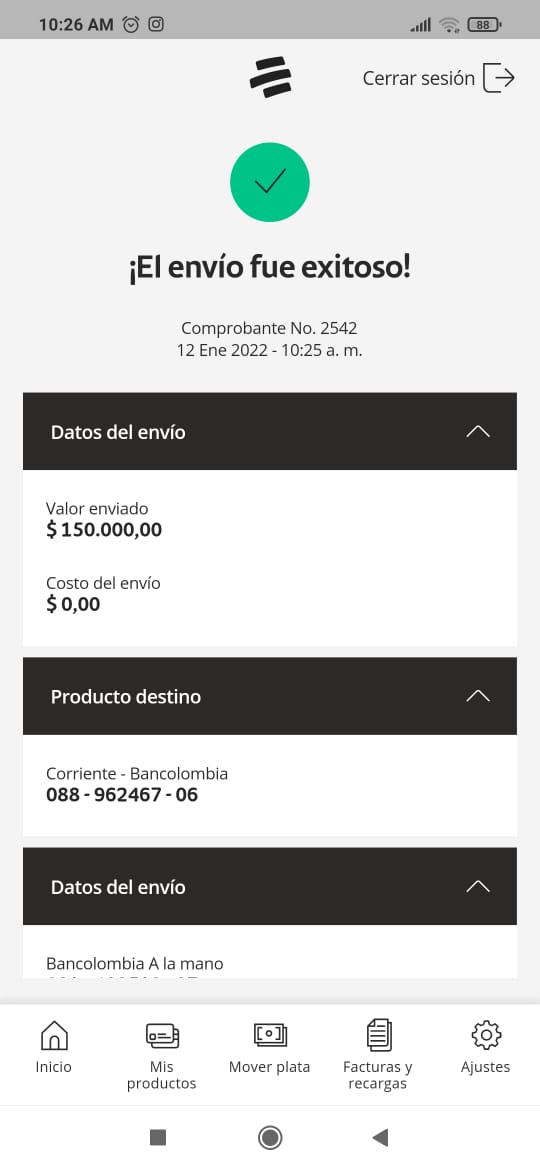 10:26 AM
88
Cerrar sesión
¡El envío fue exitoso!
Comprobante No. 2542
12 Ene 2022 - 10:25 a. m.
Datos del envío
Valor enviado
$ 150.000,00
Costo del envío
$ 0,00
Producto destino
Corriente - Bancolombia
088 - 962467 - 06
Datos del envío
Bancolombia A la mano
Inicio
Mis
productos
Mover plata
Facturas y
recargas
Ajustes